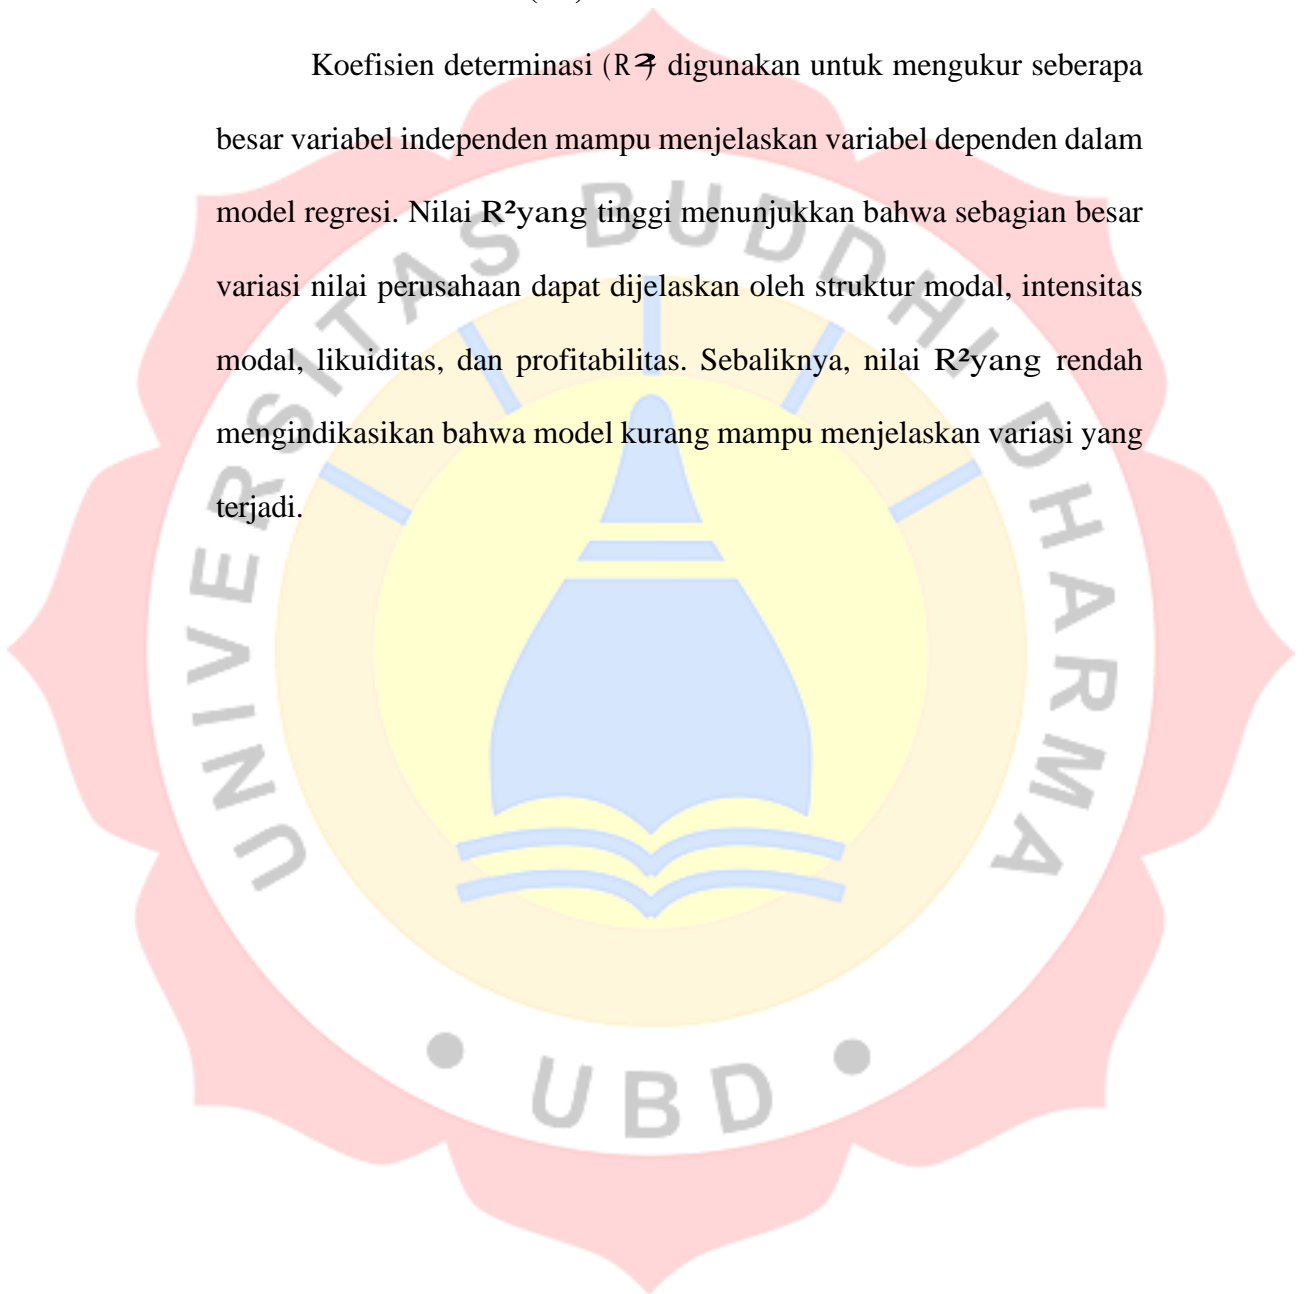 Koefisien determinasi (R²) digunakan untuk mengukur seberapa
besar variabel independen mampu menjelaskan variabel dependen dalam
model regresi. Nilai R²yang tinggi menunjukkan bahwa sebagian besar
variasi nilai perusahaan dapat dijelaskan oleh struktur modal, intensitas
modal, likuiditas, dan profitabilitas. Sebaliknya, nilai R²yang rendah
mengindikasikan bahwa model kurang mampu menjelaskan variasi yang
terjadi.
UNIVERSITAS BUDDHI DHARMA
• UBD •